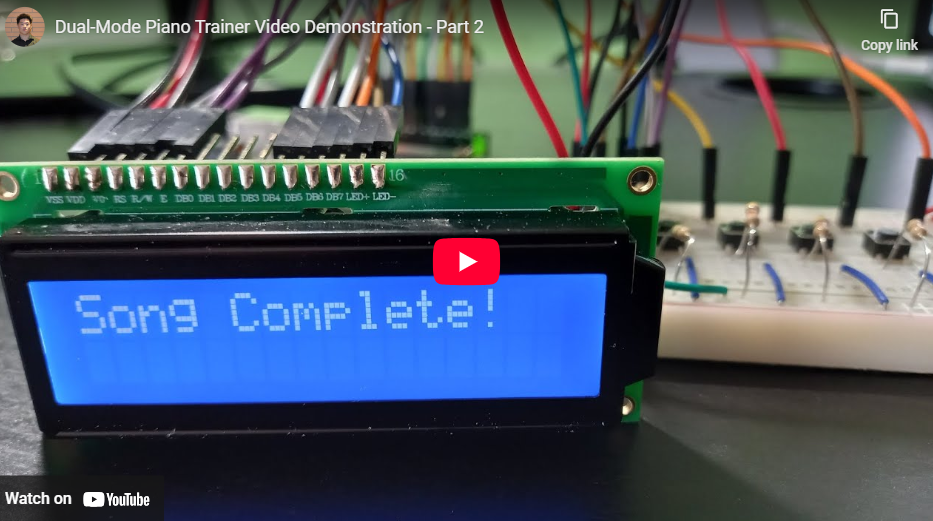 Dual-Mode Piano Trainer Video Demonstration - Part 2
Copy link
1 16
VSS VDD VO RS R/W E DB0 DB1 DB2 DB3 DB4 DB5 DB6 DB7 LED+ LED-
Song Complete!
Watch on YouTube